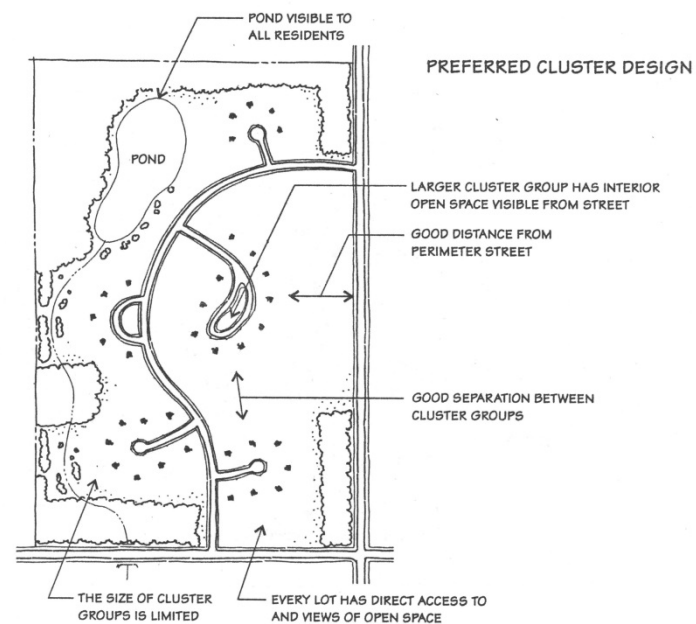 POND VISIBLE TO
ALL RESIDENTS
PREFERRED CLUSTER DESIGN
POND
LARGER CLUSTER GROUP HAS INTERIOR
OPEN SPACE VISIBLE FROM STREET
GOOD DISTANCE FROM
PERIMETER STREET
GOOD SEPARATION BETWEEN
CLUSTER GROUPS
THE SIZE OF CLUSTER
GROUPS IS LIMITED
EVERY LOT HAS DIRECT ACCESS TO
AND VIEWS OF OPEN SPACE